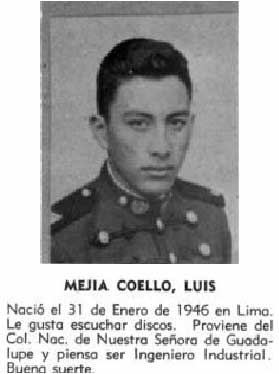 MEJIA COELLO, LUIS
Nació el 31 de Enero de 1946 en Lima.
Le gusta escuchar discos. Proviene del
Col. Nac. de Nuestra Señora de Guada-
lupe y piensa ser Ingeniero Industrial.
Buena suerte.